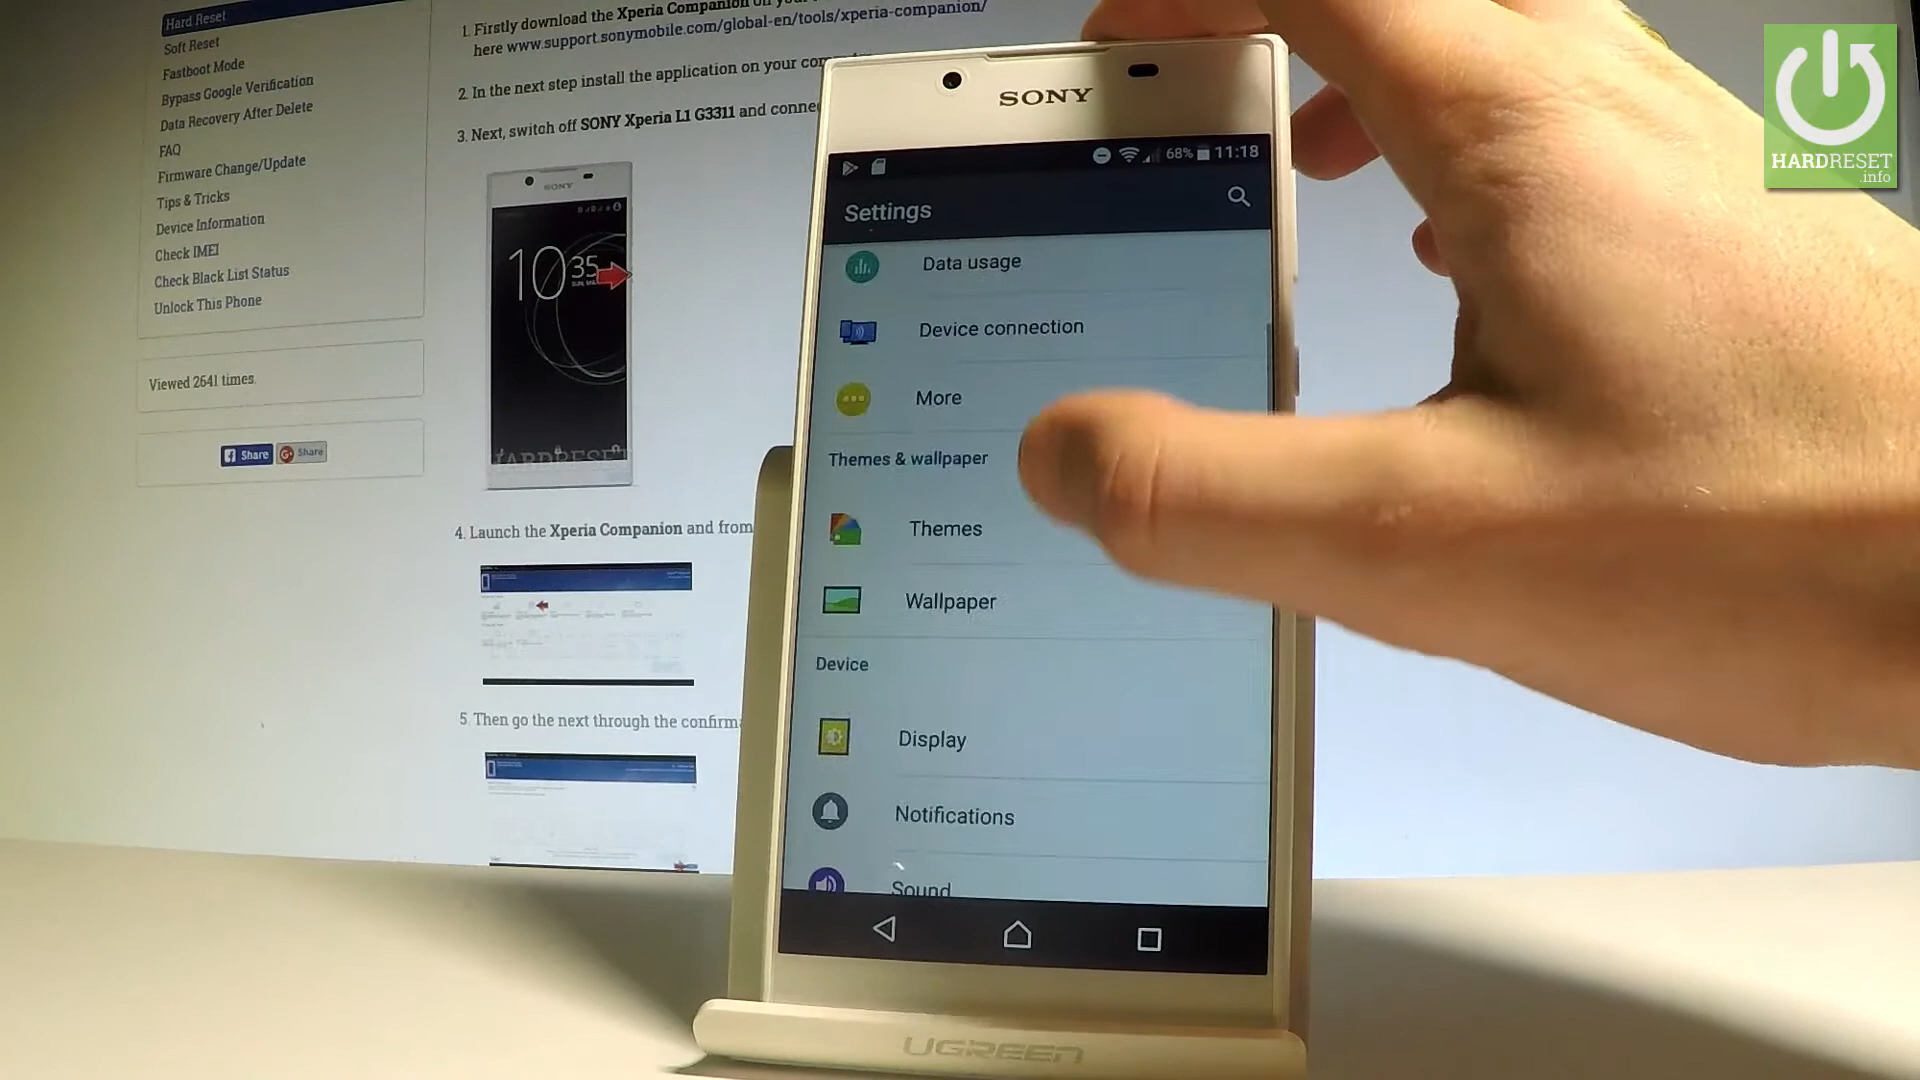 Hard Reset
Soft Reset
Fastboot Mode
Bypass Google Verification
Data Recovery After Delete
FAQ
Firmware Change/Update
Tips & Tricks
Device Information
Check IMEI
Check Black List Status
Unlock This Phone
Viewed 2641 times.
Share
Share
1. Firstly download the Xperia Companion on
here www.support.sonymobile.com/global-en/tools/xperia-companion/
2. In the next step install the application on your
3. Next, switch off SONY Xperia L1 G3311 and connec
SONY
10 35
HARDRESET
4. Launch the Xperia Companion and from
5. Then go the next through the confirm
SONY
68% 11:18
Settings
Data usage
Device connection
More
Themes & wallpaper
Themes
Wallpaper
Device
Display
Notifications
Sound
UGREEN
HARDRESET
.info